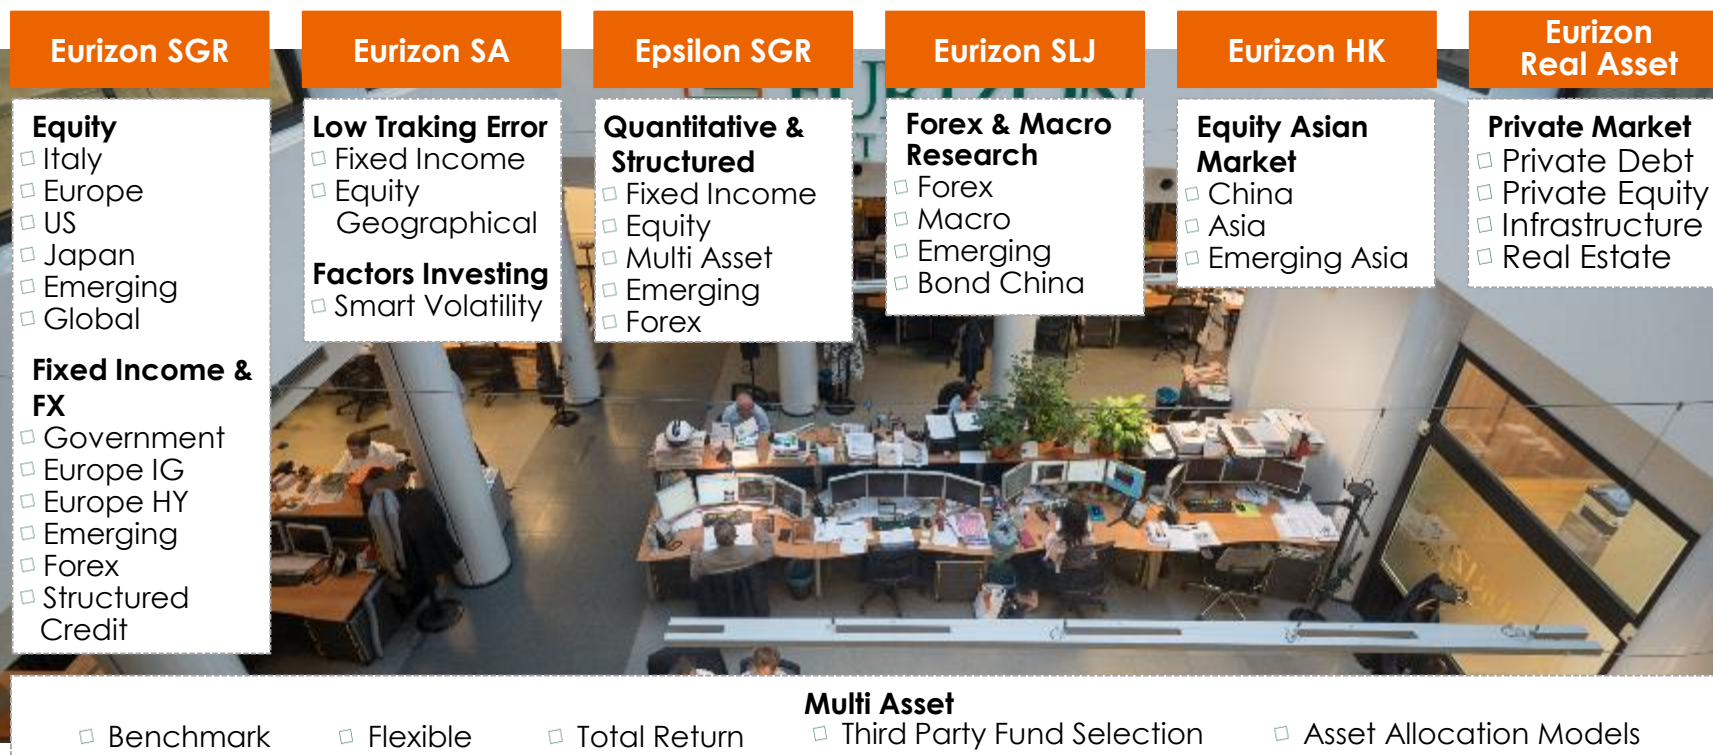 Eurizon SGR
Equity
Italy
Europe
US
Japan
Emerging
Global
Fixed Income &
FX
Government
Europe IG
Europe HY
Emerging
Forex
Structured
Credit
Eurizon SA
Low Traking Error
Fixed Income
Equity
Geographical
Factors Investing
Smart Volatility
Epsilon SGR
Quantitative &
Structured
Fixed Income
Equity
Multi Asset
Emerging
Forex
Eurizon SLJ
Forex & Macro
Research
Forex
Macro
Emerging
Bond China
Eurizon HK
Equity Asian
Market
China
Asia
Emerging Asia
Eurizon
Real Asset
Private Market
Private Debt
Private Equity
Infrastructure
Real Estate
Multi Asset
Benchmark Flexible Total Return Third Party Fund Selection Asset Allocation Models